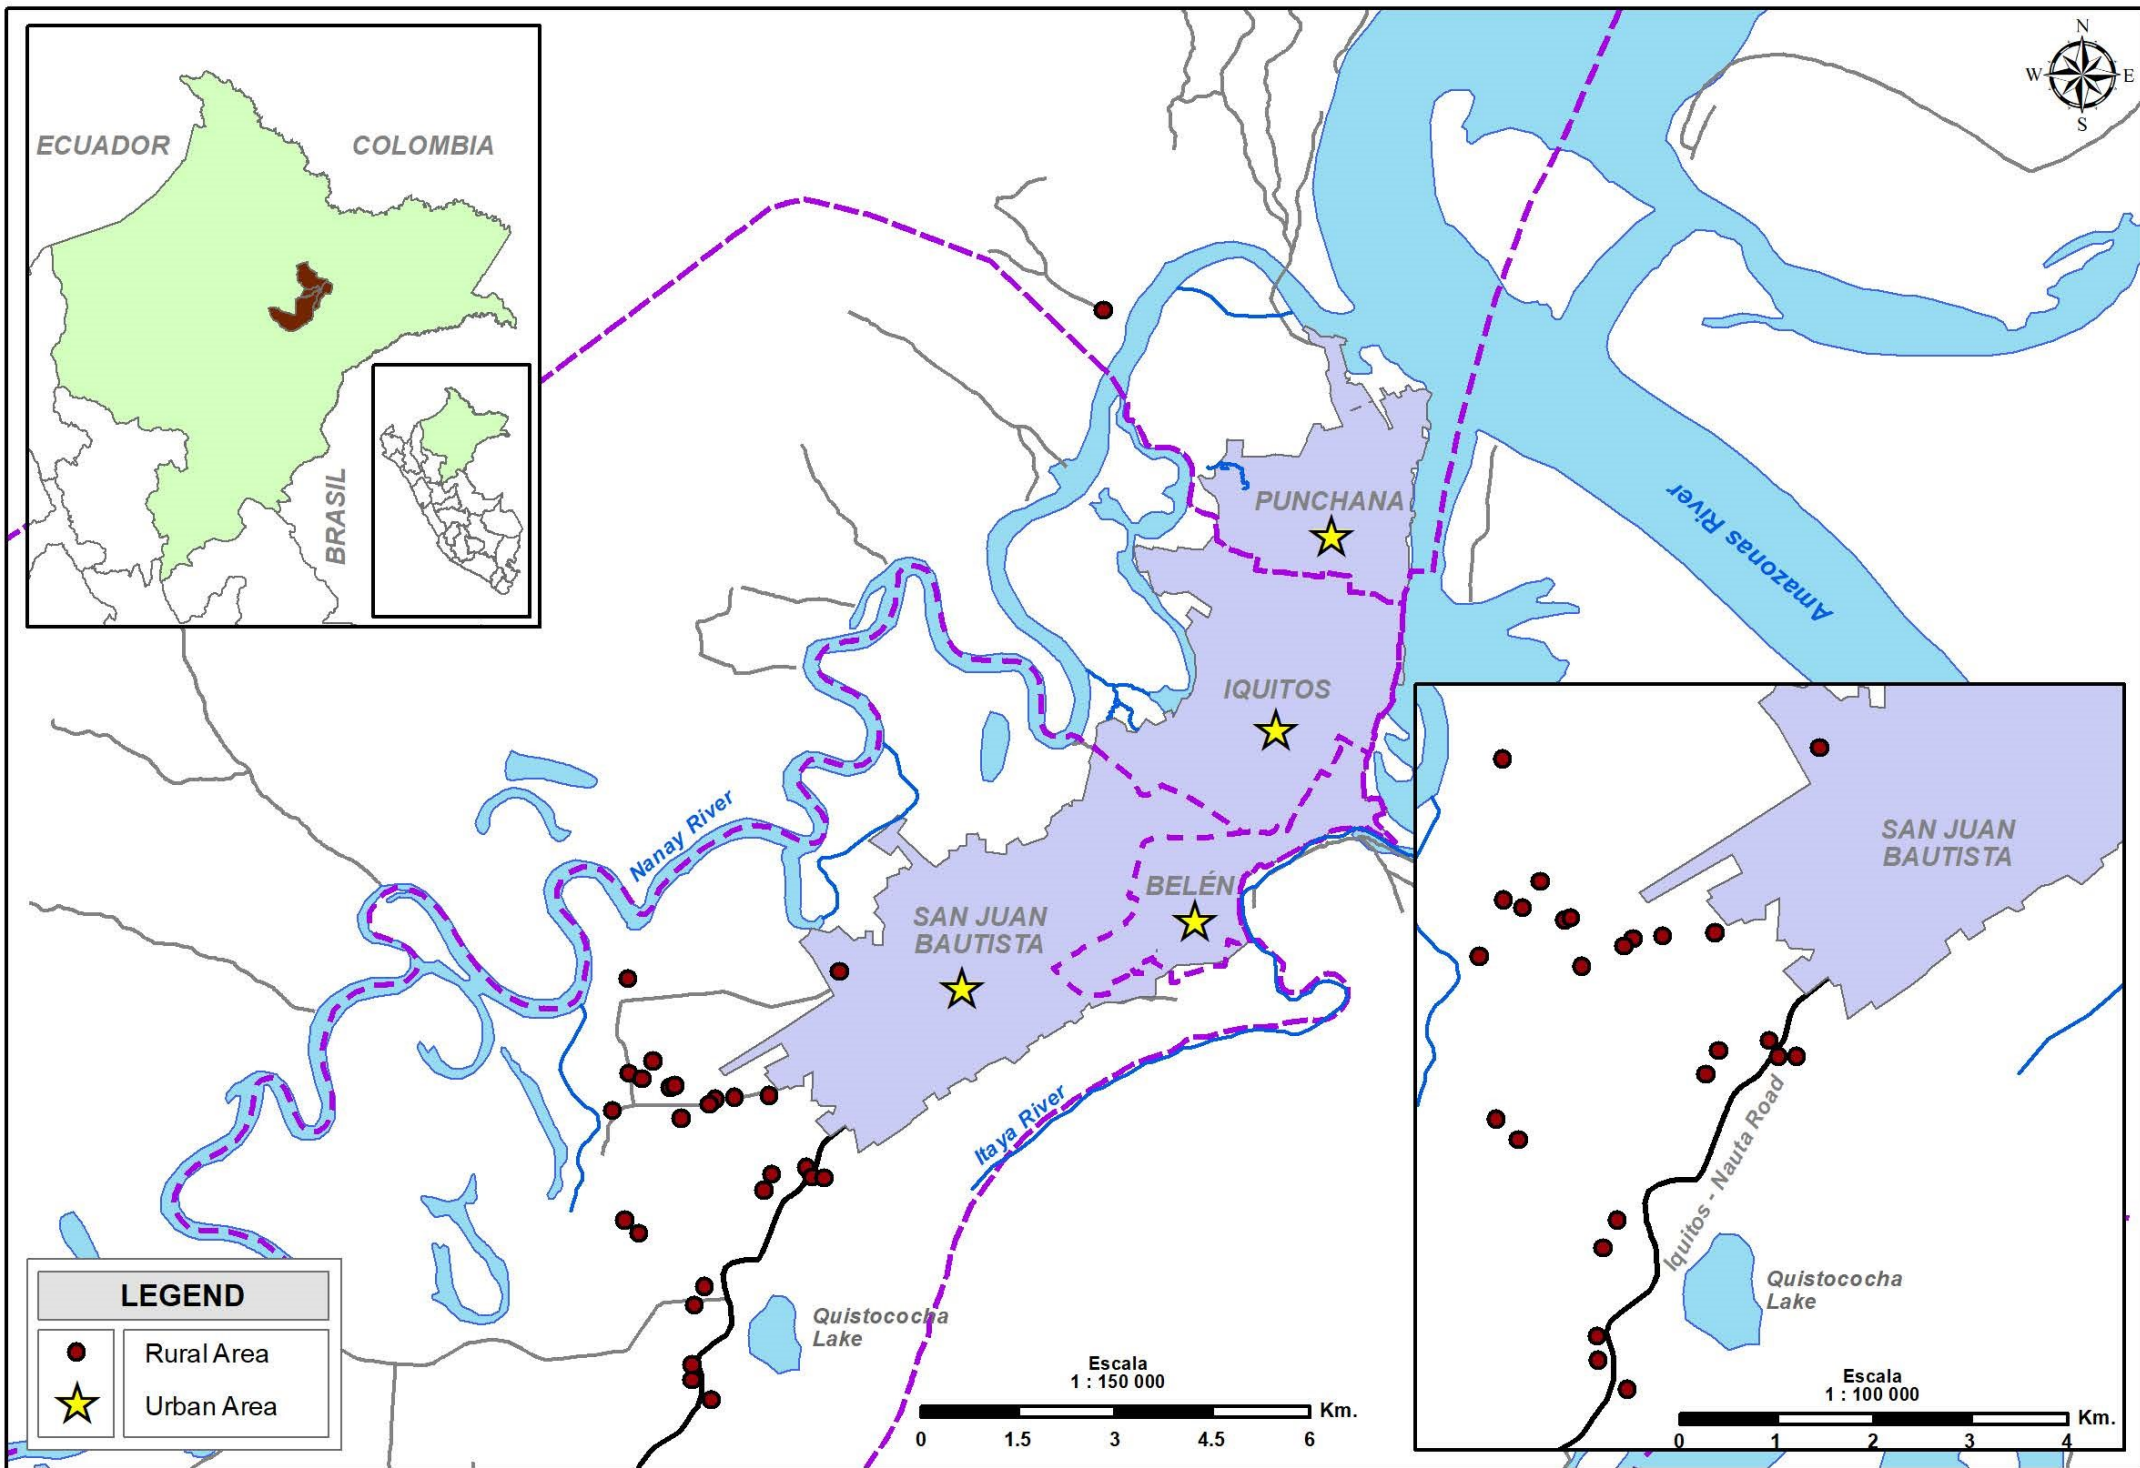 ECUADOR
COLOMBIA
BRASIL
N
W
E
S
PUNCHANA
Amazonas River
IQUITOS
Nanay River
BELÉN
SAN JUAN
BAUTISTA
Itaya River
Quistococha
Lake
LEGEND
Rural Area
Urban Area
Escala
1 : 150 000
Km.
0 1.5 3 4.5 6
SAN JUAN
BAUTISTA
Iquitos - Nauta Road
Quistococha
Lake
Escala
1 : 100 000
Km.
0 1 2 3 4